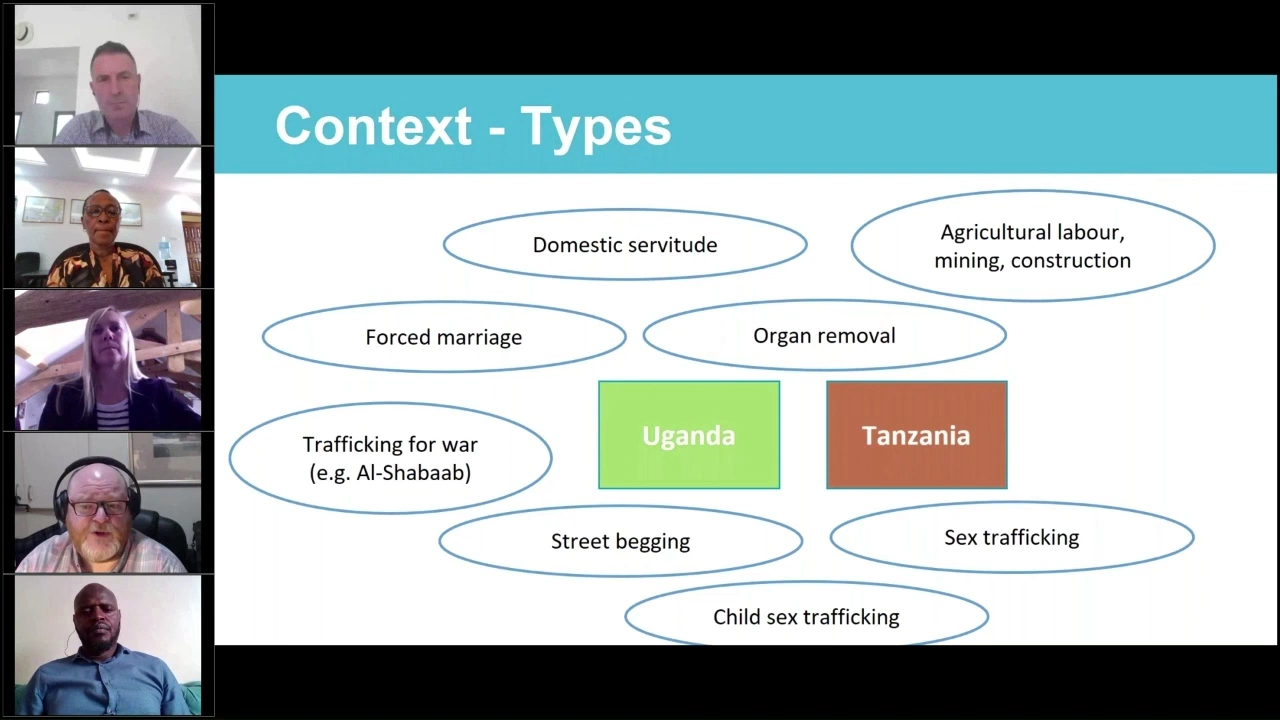 Context - Types
Domestic servitude
Agricultural labour,
mining, construction
Forced marriage
Organ removal
Trafficking for war
(e.g. Al-Shabaab)
Uganda
Tanzania
Street begging
Sex trafficking
Child sex trafficking